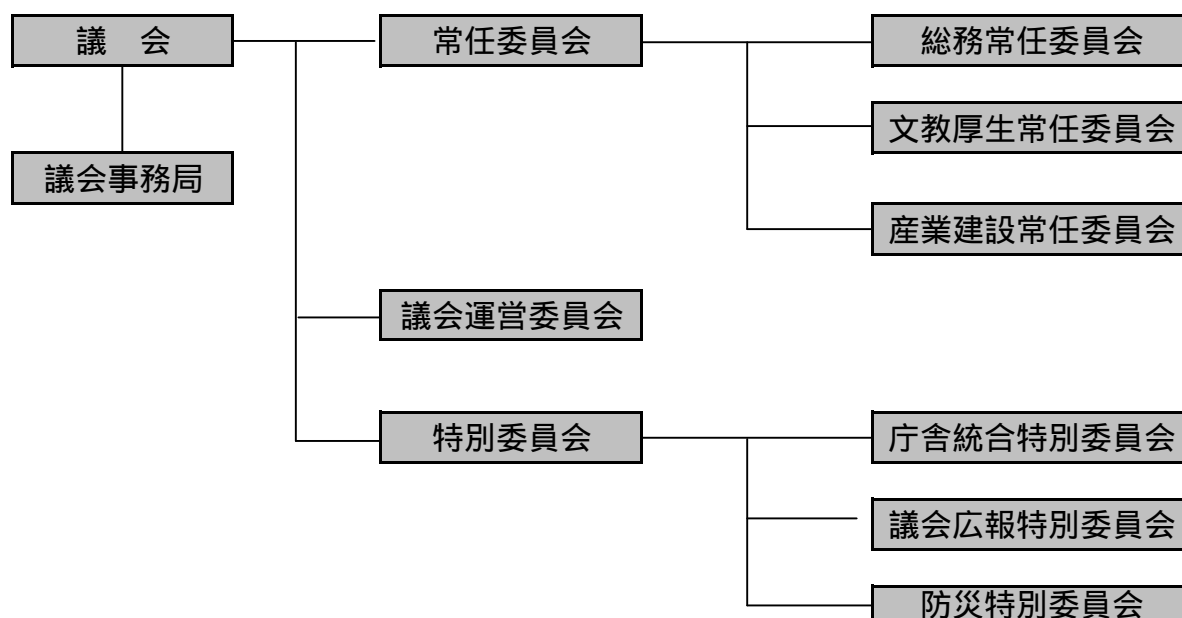 議　会
常任委員会
総務常任委員会
文教厚生常任委員会
議会事務局
産業建設常任委員会
議会運営委員会
特別委員会
庁舎統合特別委員会
議会広報特別委員会
防災特別委員会